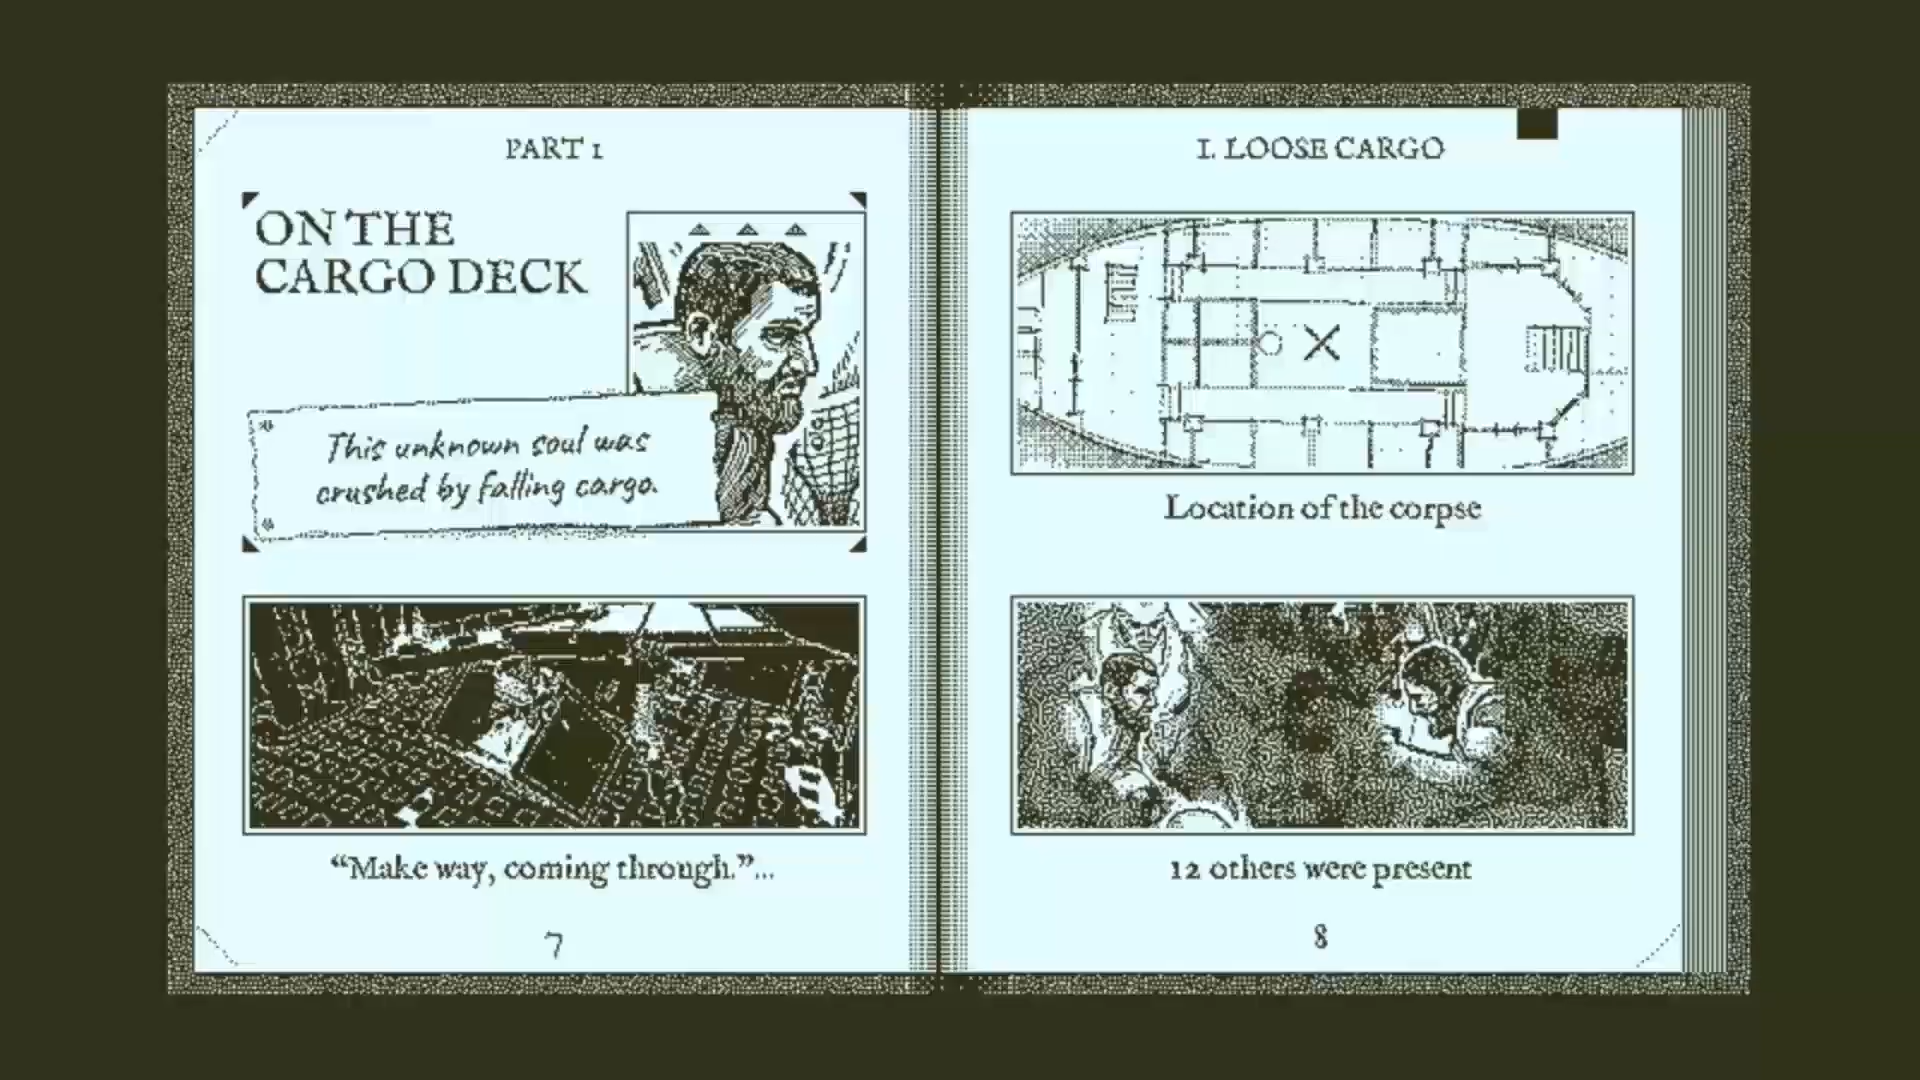 PART 1
ON THE
CARGO DECK
This unknown soul was
crushed by falling cargo.
“Make way, coming through.”...
7
I. LOOSE CARGO
Location of the corpse
12 others were present
8